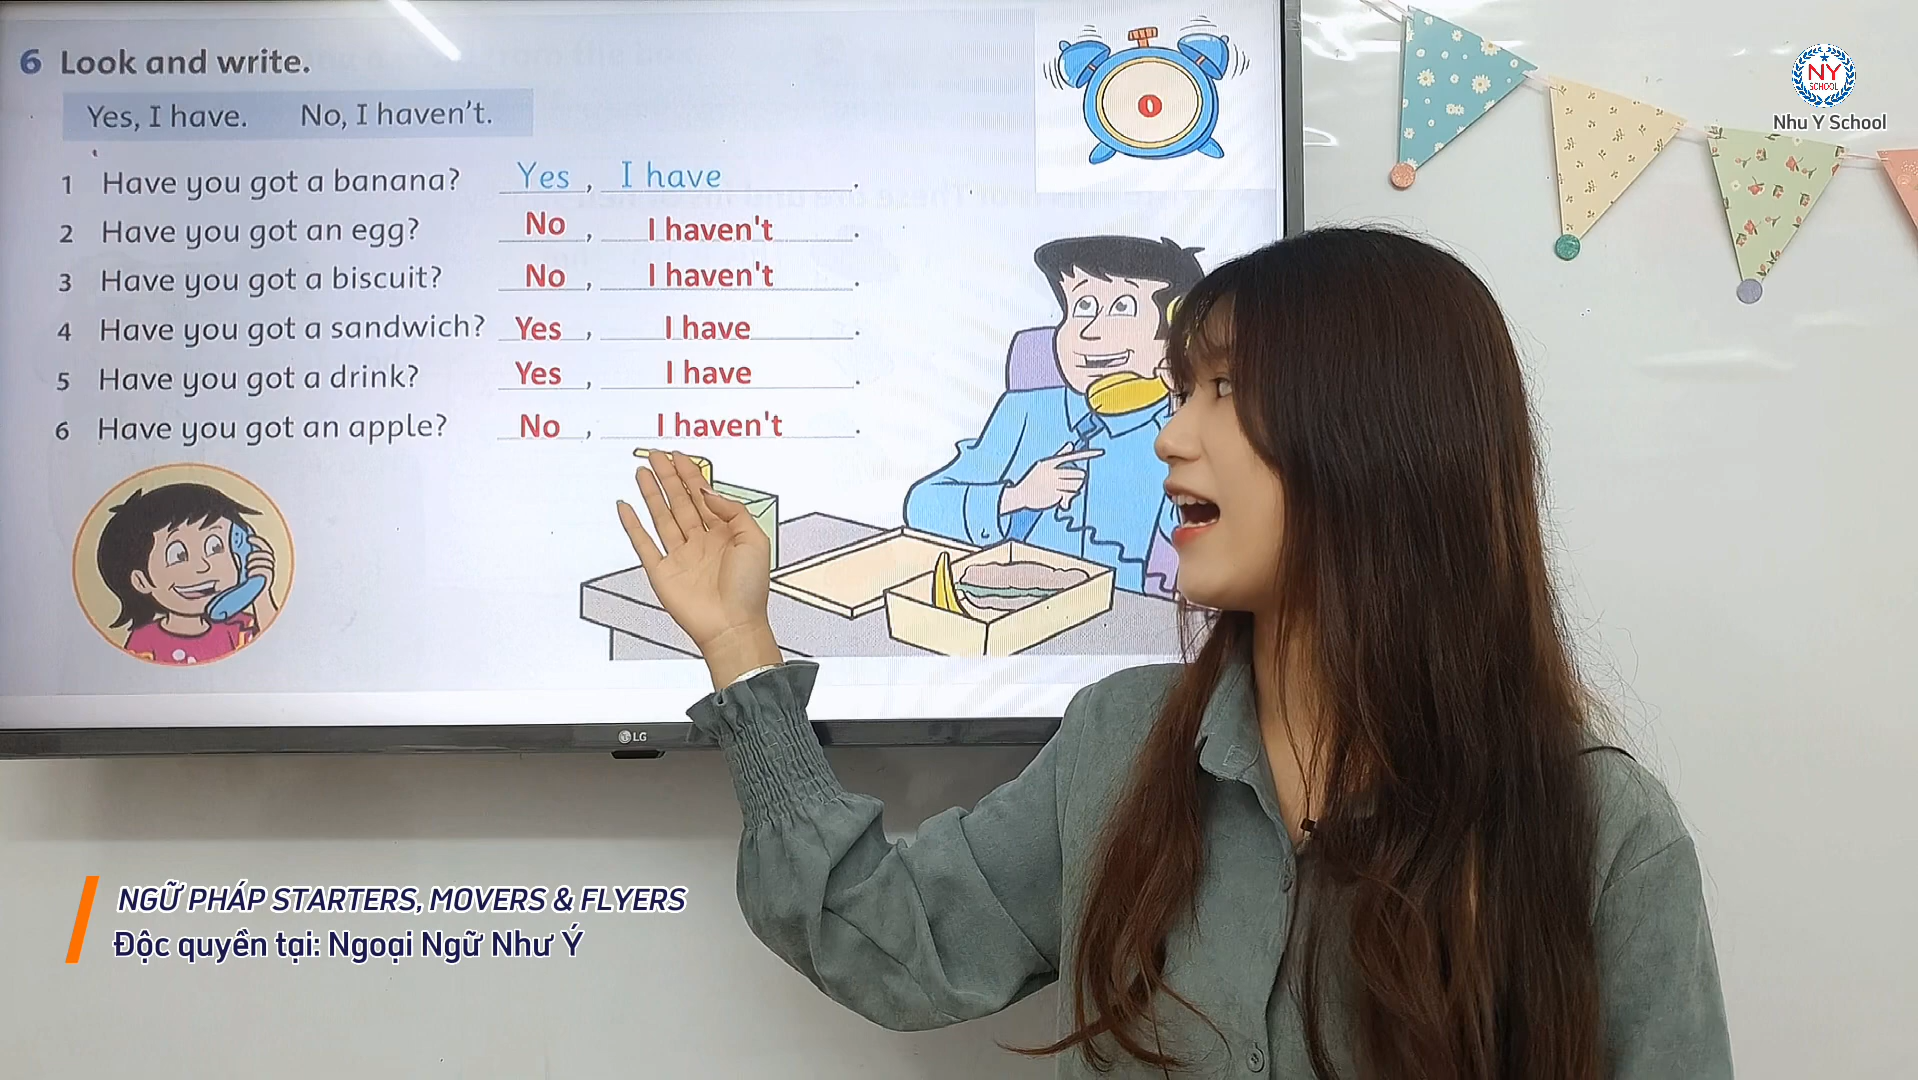 6 Look and write.
Yes, I have. No, I haven't.
1 Have you got a banana? Yes , I have .
2 Have you got an egg? No , I haven't .
3 Have you got a biscuit? No , I haven't .
4 Have you got a sandwich? Yes , I have .
5 Have you got a drink? Yes , I have .
6 Have you got an apple? No , I haven't .
0
NY
SCHOOL
Nhu Y School
LG
NGỮ PHÁP STARTERS, MOVERS & FLYERS
Độc quyền tại: Ngoại Ngữ Như Ý